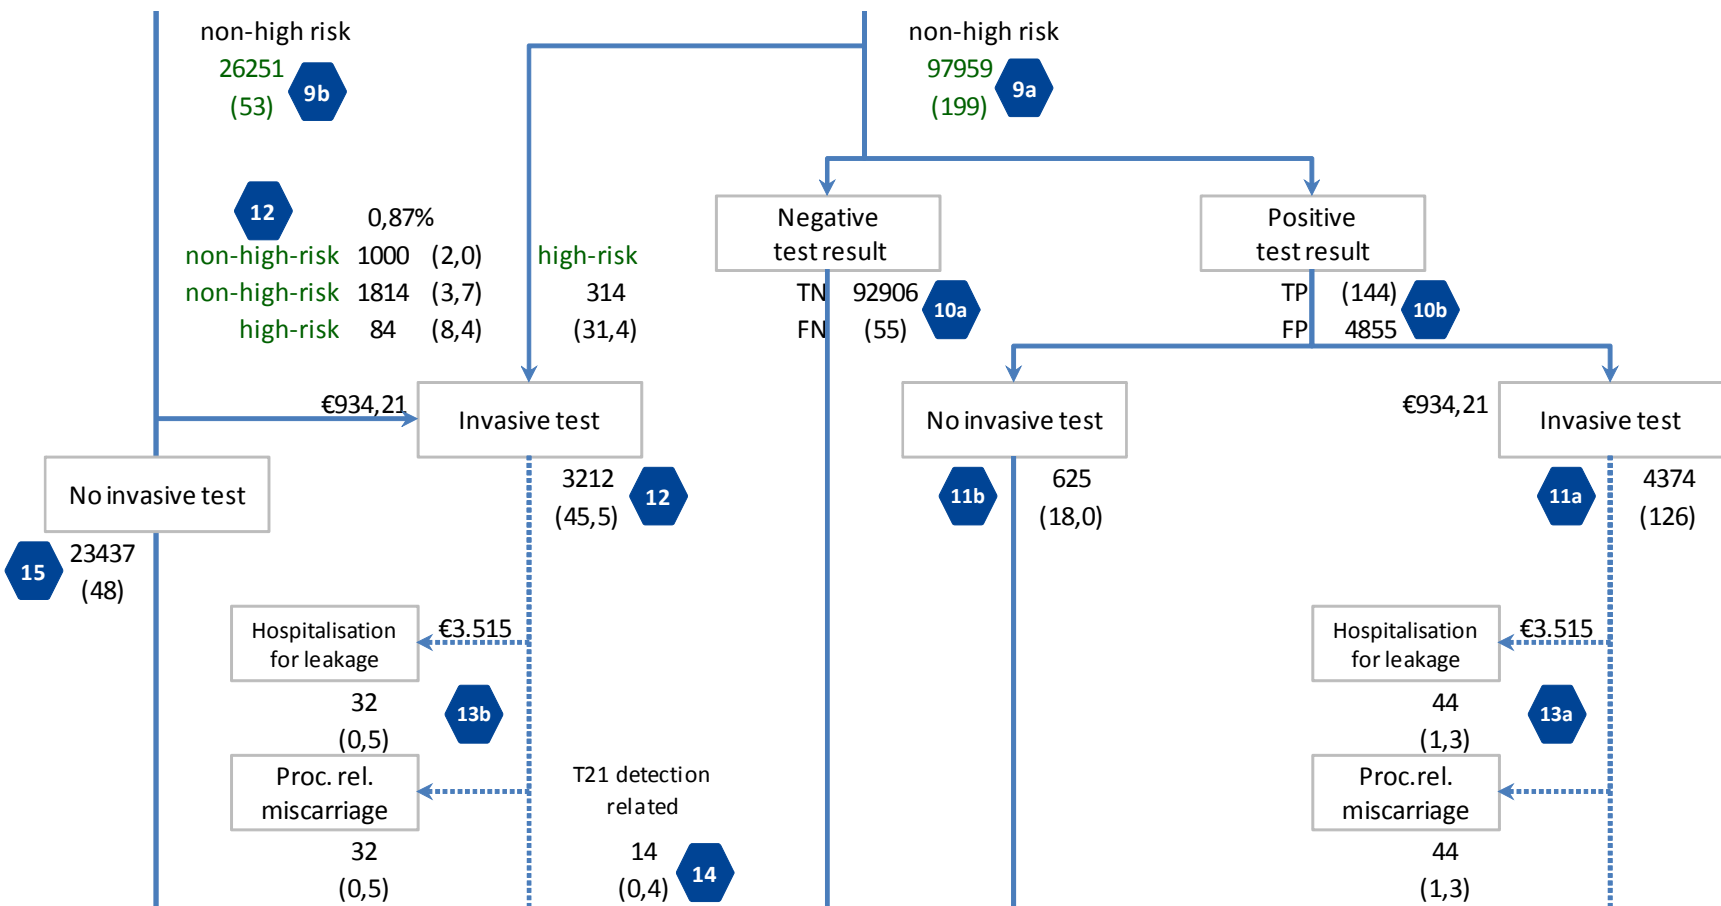 non-high risk
26251
(53)
9b
non-high risk
97959
(199)
9a
12
0,87%
non-high-risk 1000 (2,0)
non-high-risk 1814 (3,7)
high-risk 84 (8,4)
high-risk
314
(31,4)
Negative
test result
TN 92906
FN (55)
10a
Positive
test result
TP (144)
FP 4855
10b
€934,21
Invasive test
3212
(45,5)
12
No invasive test
625
(18,0)
11b
€934,21
Invasive test
4374
(126)
11a
No invasive test
23437
(48)
15
Hospitalisation
for leakage
€3.515
32
(0,5)
13b
Proc. rel.
miscarriage
32
(0,5)
T21 detection
related
14
(0,4)
14
Hospitalisation
for leakage
€3.515
44
(1,3)
13a
Proc.rel.
miscarriage
44
(1,3)